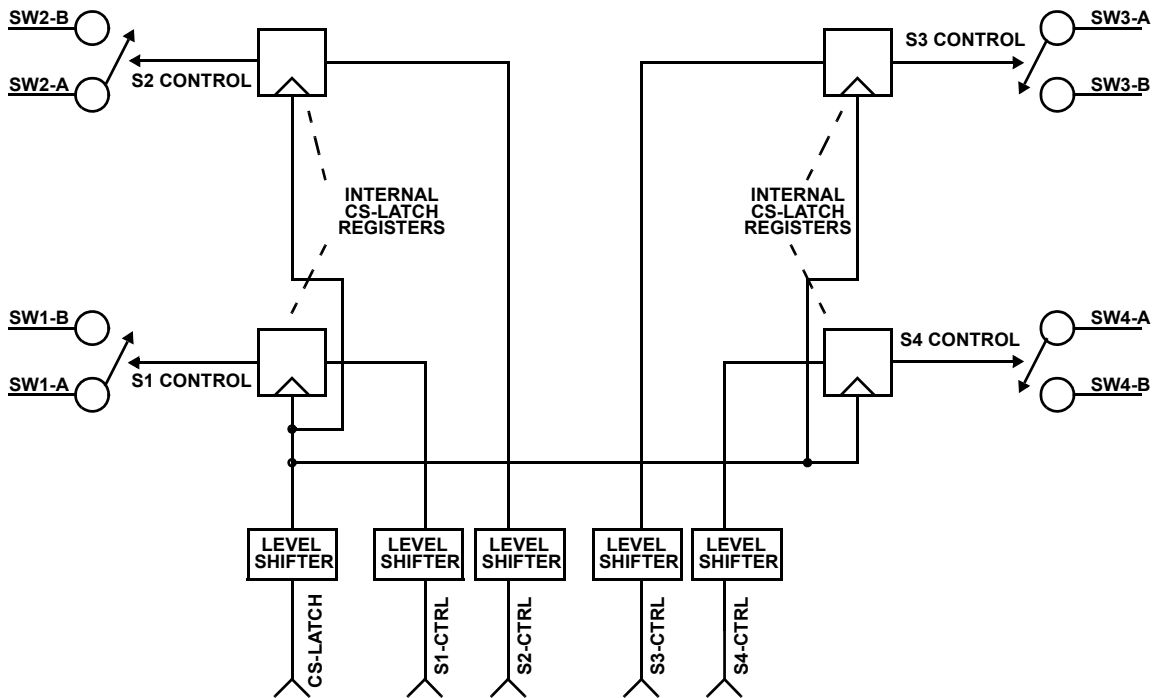 SW2-B
SW2-A
S2 CONTROL
S3 CONTROL
SW3-A
SW3-B
INTERNAL
CS-LATCH
REGISTERS
INTERNAL
CS-LATCH
REGISTERS
SW1-B
SW1-A
S1 CONTROL
S4 CONTROL
SW4-A
SW4-B
LEVEL
SHIFTER
LEVEL
SHIFTER
LEVEL
SHIFTER
LEVEL
SHIFTER
LEVEL
SHIFTER
CS-LATCH
S1-CTRL
S2-CTRL
S3-CTRL
S4-CTRL